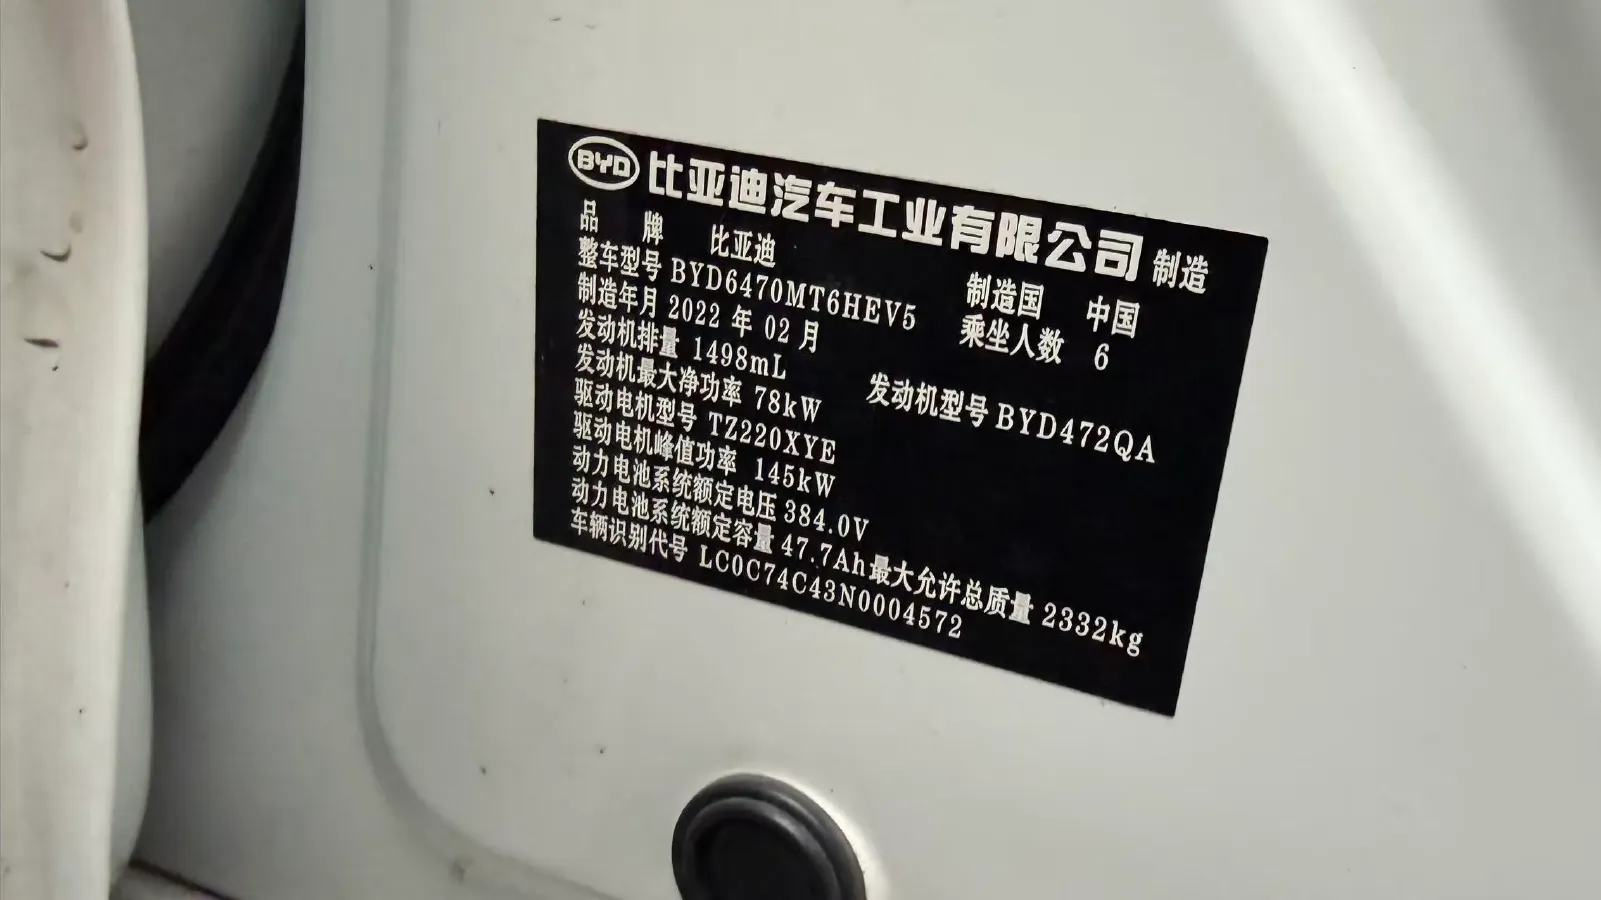 BYD 比亚迪汽车工业有限公司 制造
品 牌 比亚迪 制造国 中国
整车型号 BYD6470MT6HEV5 乘坐人数 6
制造年月 2022 年 02 月
发动机排量 1498mL 发动机型号 BYD472QA
发动机最大净功率 78kW
驱动电机型号 TZ220XYE
驱动电机峰值功率 145kW
动力电池系统额定电压 384.0V
动力电池系统额定容量 47.7Ah 最大允许总质量 2332kg
车辆识别代号 LC0C74C43N0004572